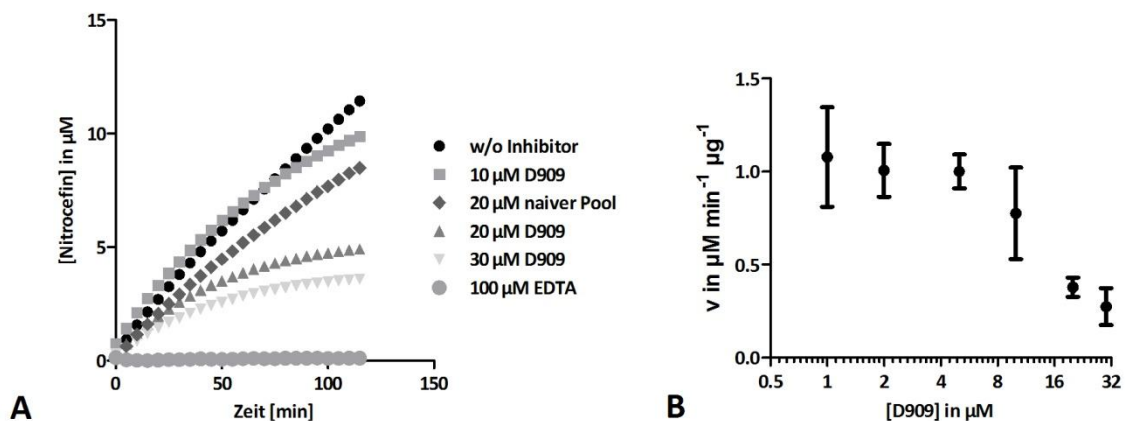 15
10
5
0
[Nitrocefin] in µM
0
50
100
150
Zeit [min]
w/o Inhibitor
10 µM D909
20 µM naiver Pool
20 µM D909
30 µM D909
100 µM EDTA
A
1.5
1.0
0.5
0.0
v in µM min⁻¹ µg⁻¹
0.5
1
2
4
8
16
32
[D909] in µM
B